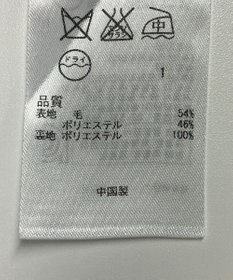 中
ドライ
1
品質
表地 毛 54%
ポリエステル 46%
裏地 ポリエステル 100%
中国製